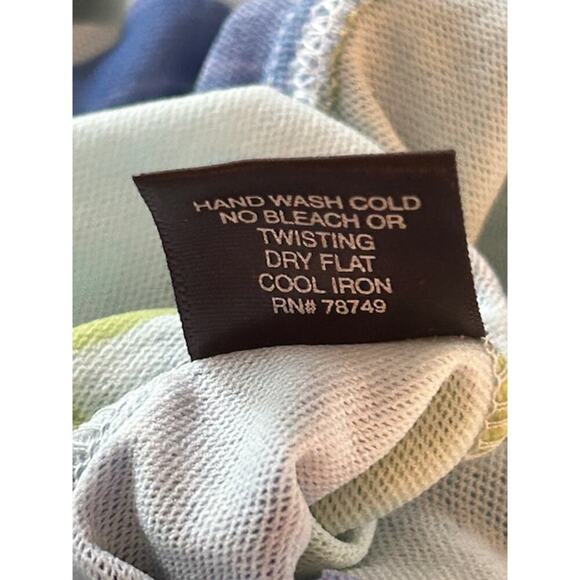 HAND WASH COLD
NO BLEACH OR
TWISTING
DRY FLAT
COOL IRON
RN# 78749